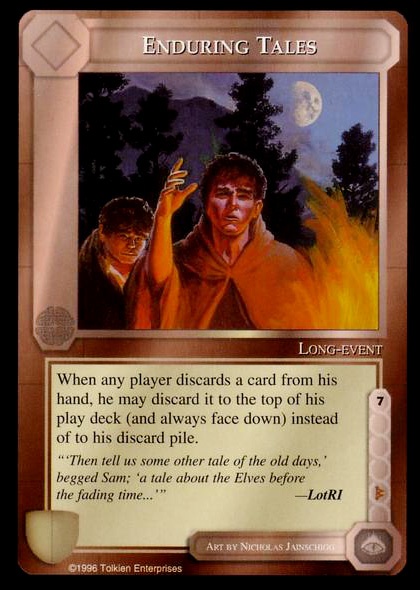 Enduring Tales
Long-event
When any player discards a card from his
hand, he may discard it to the top of his
play deck (and always face down) instead
of to his discard pile.
7
“‘Then tell us some other tale of the old days,’
begged Sam; ‘a tale about the Elves before
the fading time...’” —LotRI
Art by Nicholas Jainschigg
©1996 Tolkien Enterprises